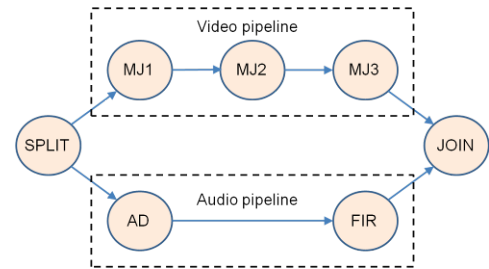 Video pipeline
MJ1
MJ2
MJ3
SPLIT
JOIN
Audio pipeline
AD
FIR